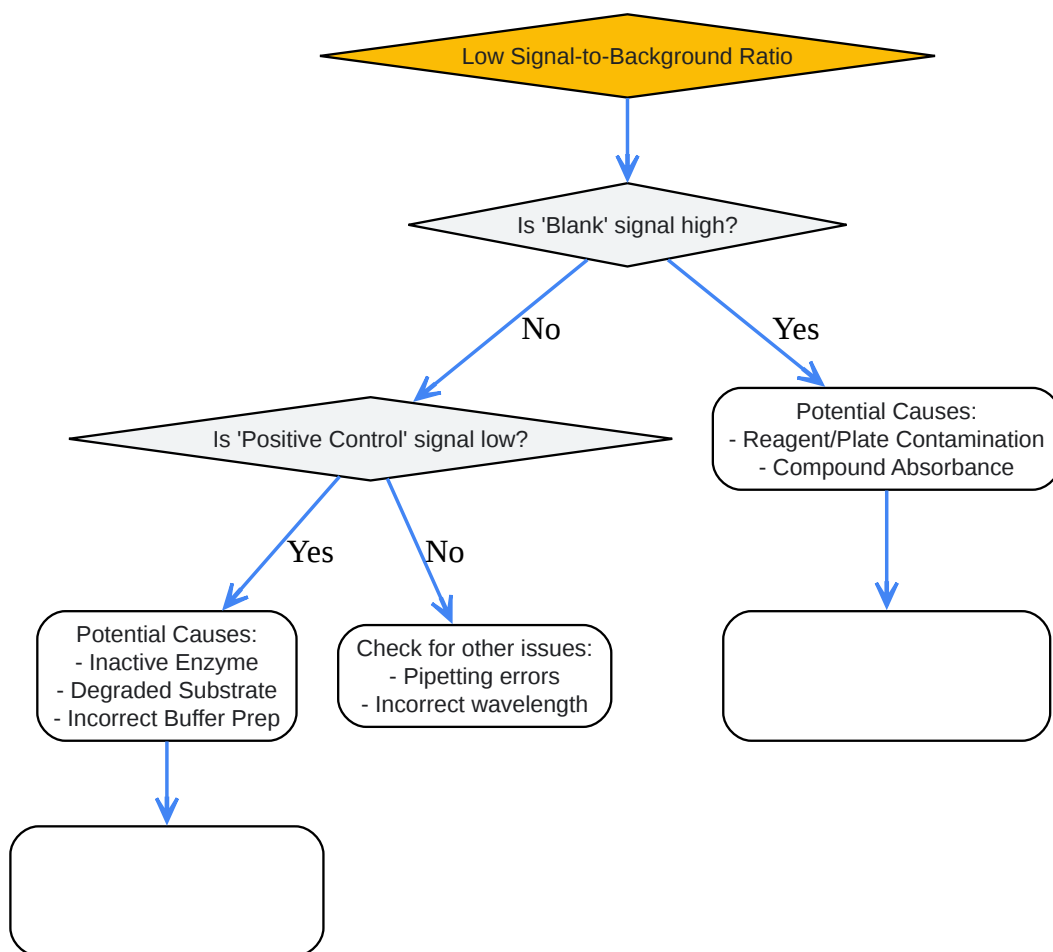 Low Signal-to-Background Ratio
Is 'Blank' signal high?
No
Yes
Is 'Positive Control' signal low?
Potential Causes:
- Reagent/Plate Contamination
- Compound Absorbance
Yes
No
Potential Causes:
- Inactive Enzyme
- Degraded Substrate
- Incorrect Buffer Prep
Check for other issues:
- Pipetting errors
- Incorrect wavelength